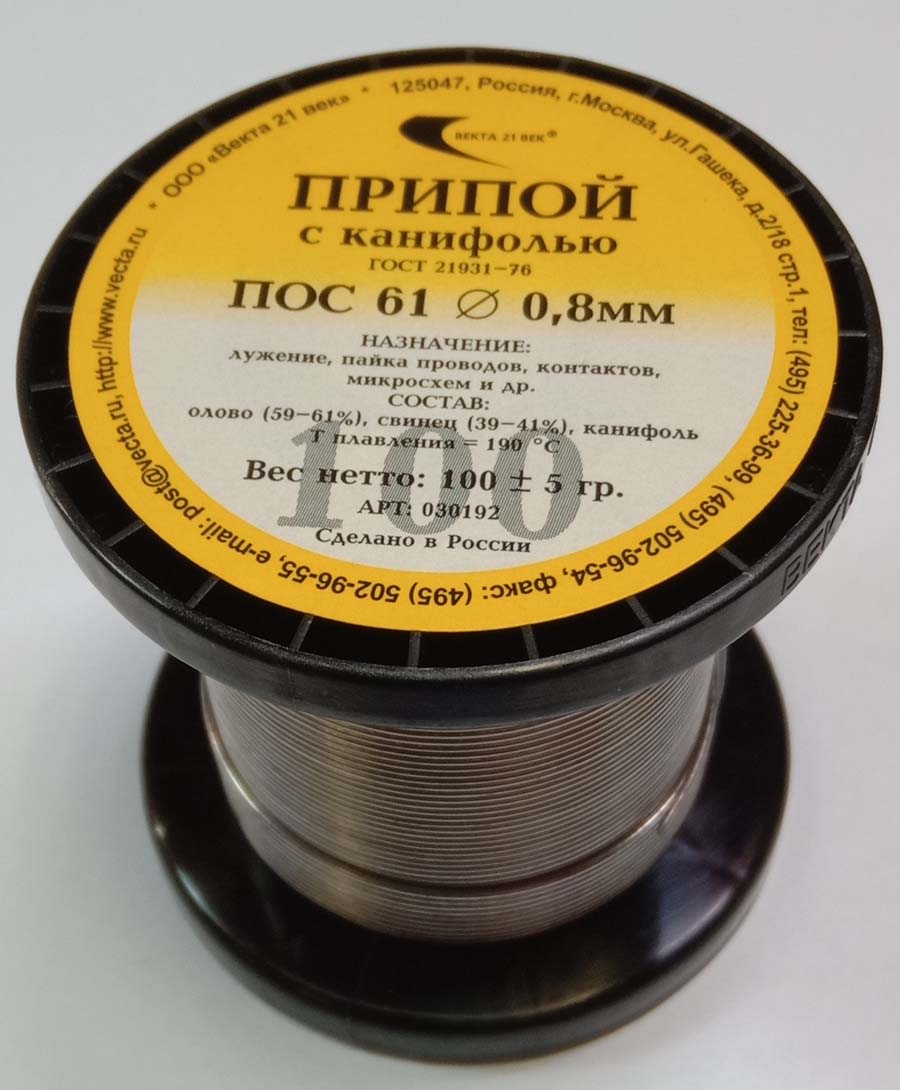 * ООО «Векта 21 век» * 125047, Россия, г.Москва, ул.Гашека, д.2/18 стр.1, тел: (495) 225-36-99, (495) 502-96-54, факс: (495) 502-96-55, e-mail: post@vecta.ru, http://www.vecta.ru
ВЕКТА 21 ВЕК®
ПРИПОЙ
с канифолью
ГОСТ 21931-76
ПОС 61 ∅ 0,8мм
НАЗНАЧЕНИЕ:
лужение, пайка проводов, контактов,
микросхем и др.
СОСТАВ:
олово (59-61%), свинец (39-41%), канифоль
Т плавления = 190 °С
100
Вес нетто: 100 ± 5 гр.
АРТ: 030192
Сделано в России